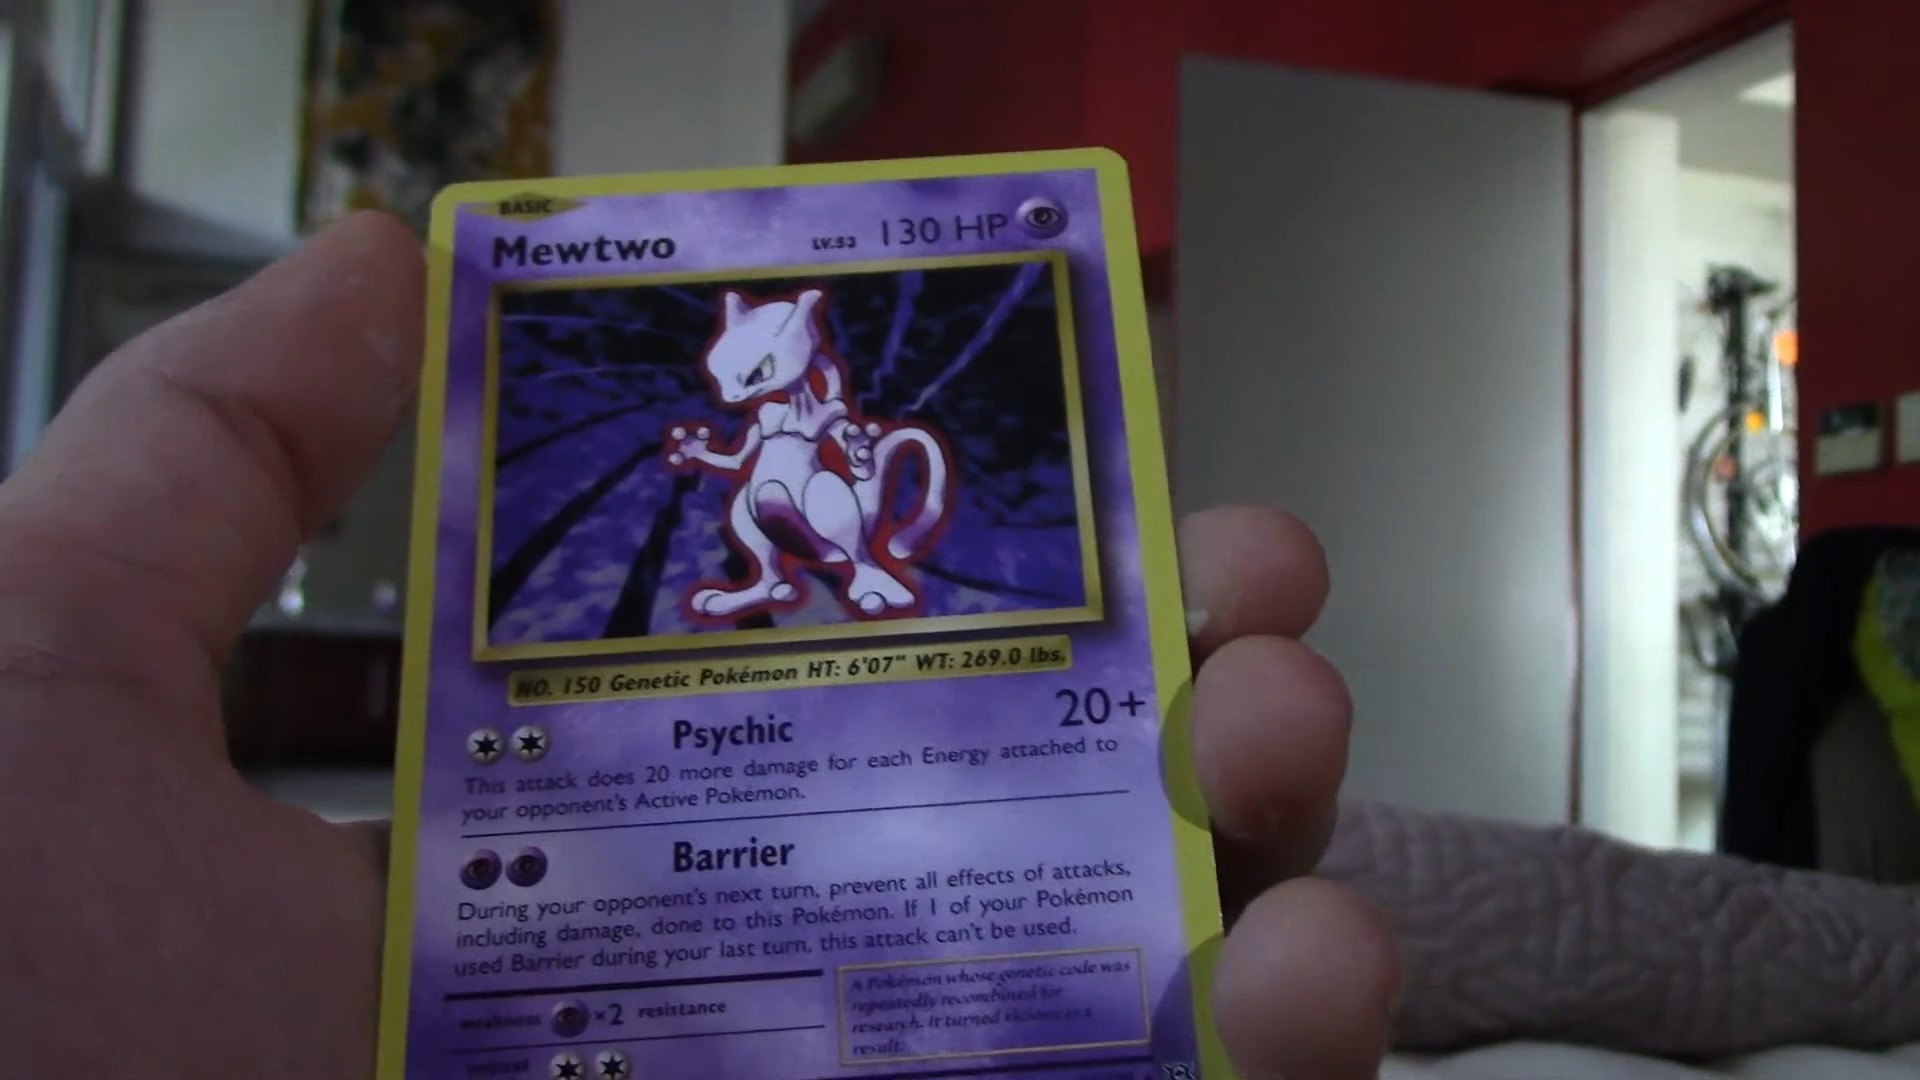 BASIC
Mewtwo LV.53 130 HP
NO. 150 Genetic Pokémon HT: 6'07" WT: 269.0 lbs.
Psychic 20+
This attack does 20 more damage for each Energy attached to
your opponent's Active Pokémon.
Barrier
During your opponent's next turn, prevent all effects of attacks,
including damage, done to this Pokémon. If 1 of your Pokémon
used Barrier during your last turn, this attack can't be used.
weakness ×2 resistance
A Pokémon whose genetic code was
repeatedly recombined for
research. It turned vicious as a
result.
retreat